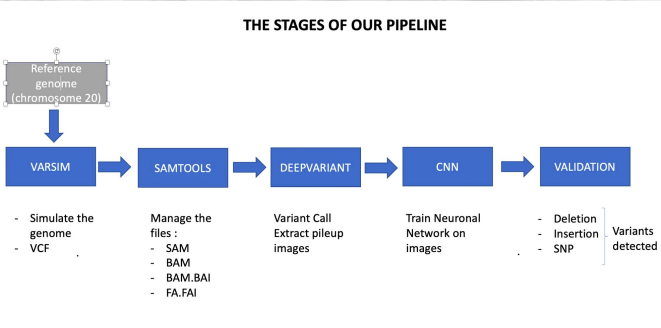 THE STAGES OF OUR PIPELINE
Reference
genome
(chromosome 20)
VARSIM
SAMTOOLS
DEEPVARIANT
CNN
VALIDATION
- Simulate the
genome
- VCF
Manage the
files :
- SAM
- BAM
- BAM.BAI
- FA.FAI
Variant Call
Extract pileup
images
Train Neuronal
Network on
images
- Deletion
- Insertion
- SNP
Variants
detected